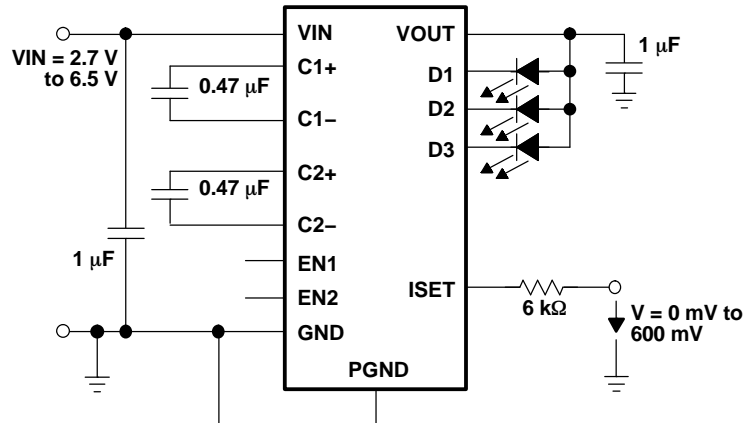 VIN
VOUT
VIN = 2.7 V
to 6.5 V
C1+
0.47 μF
C1−
C2+
0.47 μF
C2−
1 μF
EN1
EN2
GND
PGND
D1
D2
D3
1 μF
ISET
6 kΩ
V = 0 mV to
600 mV